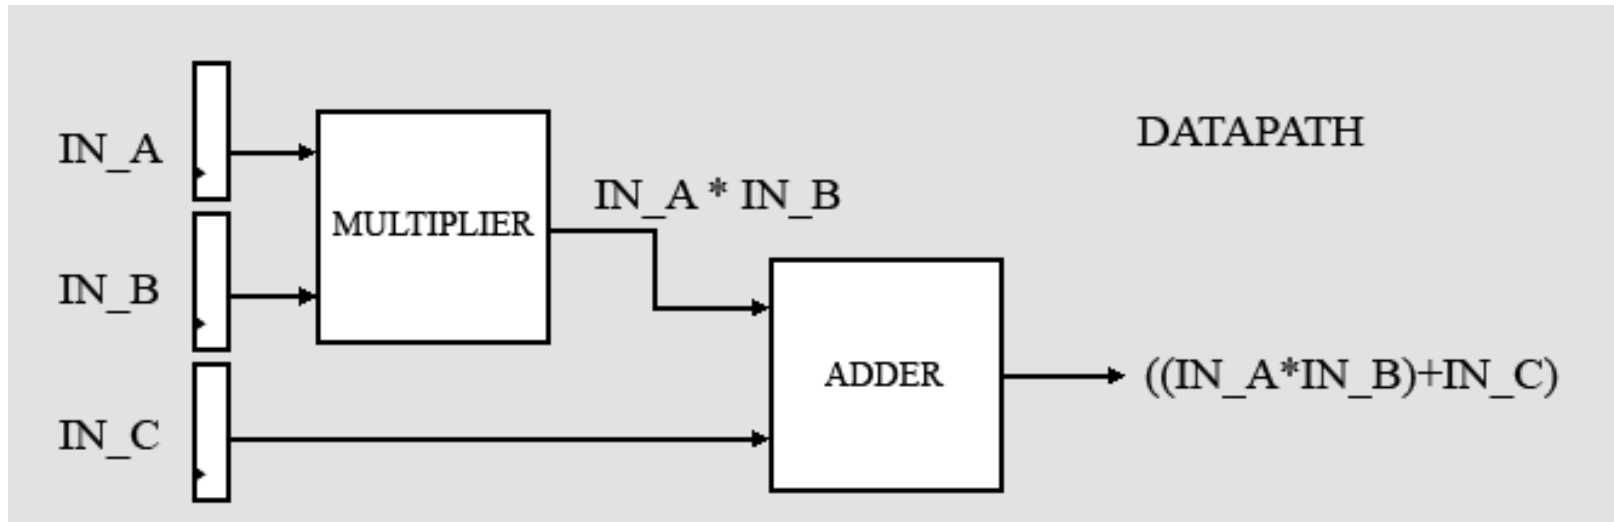 DATAPATH
IN_A
IN_A * IN_B
MULTIPLIER
IN_B
ADDER
((IN_A*IN_B)+IN_C)
IN_C